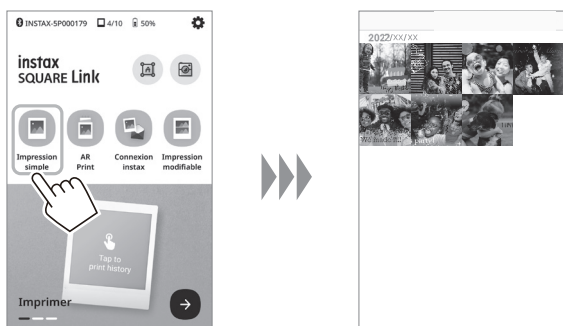 INSTAX-5P000179 4/10 50%
instax
SQUARE Link
Impression simple
AR Print
Connexion instax
Impression modifiable
Tap to
print history
Imprimer
2022/XX/XX